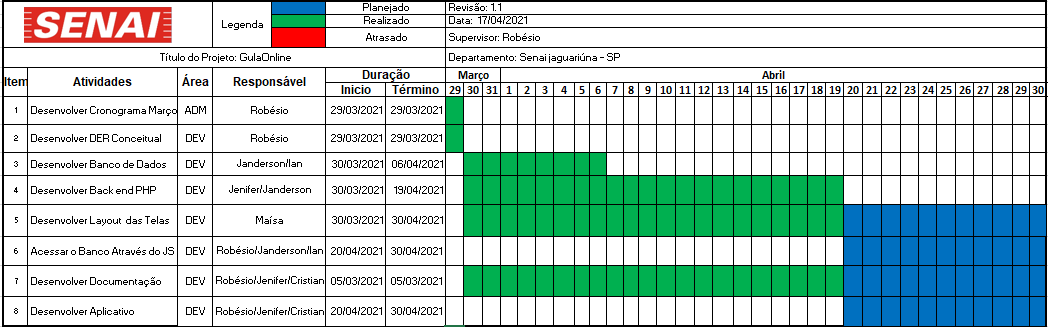 SENAI
Legenda
Planejado
Realizado
Atrasado
Revisão: 1.1
Data: 17/04/2021
Supervisor: Robésio
Título do Projeto: GulaOnline
Departamento: Senai jaguariúna - SP
Item Atividades Área Responsável Duração Março Abril
Inicio Término 29 30 31 1 2 3 4 5 6 7 8 9 10 11 12 13 14 15 16 17 18 19 20 21 22 23 24 25 26 27 28 29 30
1 Desenvolver Cronograma Março ADM Robésio 29/03/2021 29/03/2021
2 Desenvolver DER Conceitual DEV Robésio 29/03/2021 29/03/2021
3 Desenvolver Banco de Dados DEV Janderson/Ian 30/03/2021 06/04/2021
4 Desenvolver Back end PHP DEV Jenifer/Janderson 30/03/2021 19/04/2021
5 Desenvolver Layout das Telas DEV Maísa 30/03/2021 30/04/2021
6 Acessar o Banco Através do JS DEV Robésio/Janderson/Ian 20/04/2021 30/04/2021
7 Desenvolver Documentação DEV Robésio/Jenifer/Cristian 05/03/2021 05/03/2021
8 Desenvolver Aplicativo DEV Robésio/Jenifer/Cristian 20/04/2021 30/04/2021